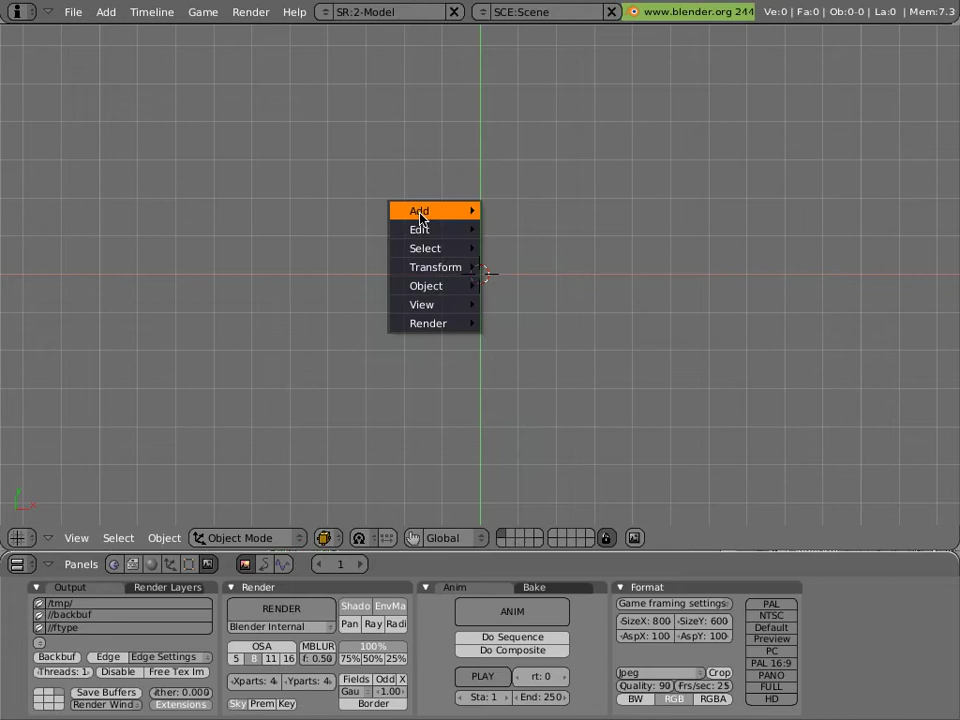 File Add Timeline Game Render Help SR:2-Model SCE:Scene www.blender.org 244 Ve:0 | Fa:0 | Ob:0-0 | La:0 | Mem:7.3
Add
Edit
Select
Transform
Object
View
Render
y
x
View Select Object Object Mode Global
Panels 1
Output Render Layers
/tmp/
//backbuf
//ftype
Backbuf Edge Edge Settings
Threads: 1 Disable Free Tex Im
Save Buffers ther: 0.000
Render Wind Extensions
Render
RENDER
Blender Internal
Shado EnvMa
Pan Ray Radi
OSA MBLUR 100%
5 8 11 16 f: 0.50 75% 50% 25%
Xparts: 4 Yparts: 4 Fields Odd X
Gau 1.00
Sky Prem Key Border
Anim Bake
ANIM
Do Sequence
Do Composite
PLAY rt: 0
Sta: 1 End: 250
Format
Game framing settings:
SizeX: 800 SizeY: 600
AspX: 100 AspY: 100
Jpeg Crop
Quality: 90 Frs/sec: 25
BW RGB RGBA
PAL
NTSC
Default
Preview
PC
PAL 16:9
PANO
FULL
HD